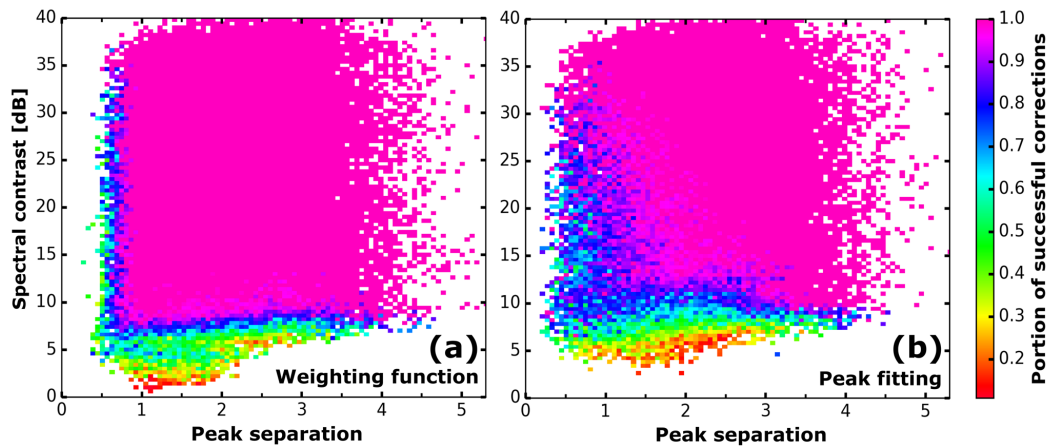 40
35
30
25
20
15
10
5
0
Spectral contrast [dB]
0 1 2 3 4 5
Peak separation
(a)
Weighting function
40
35
30
25
20
15
10
5
0
0 1 2 3 4 5
Peak separation
(b)
Peak fitting
1.0
0.9
0.8
0.7
0.6
0.5
0.4
0.3
0.2
Portion of successful corrections